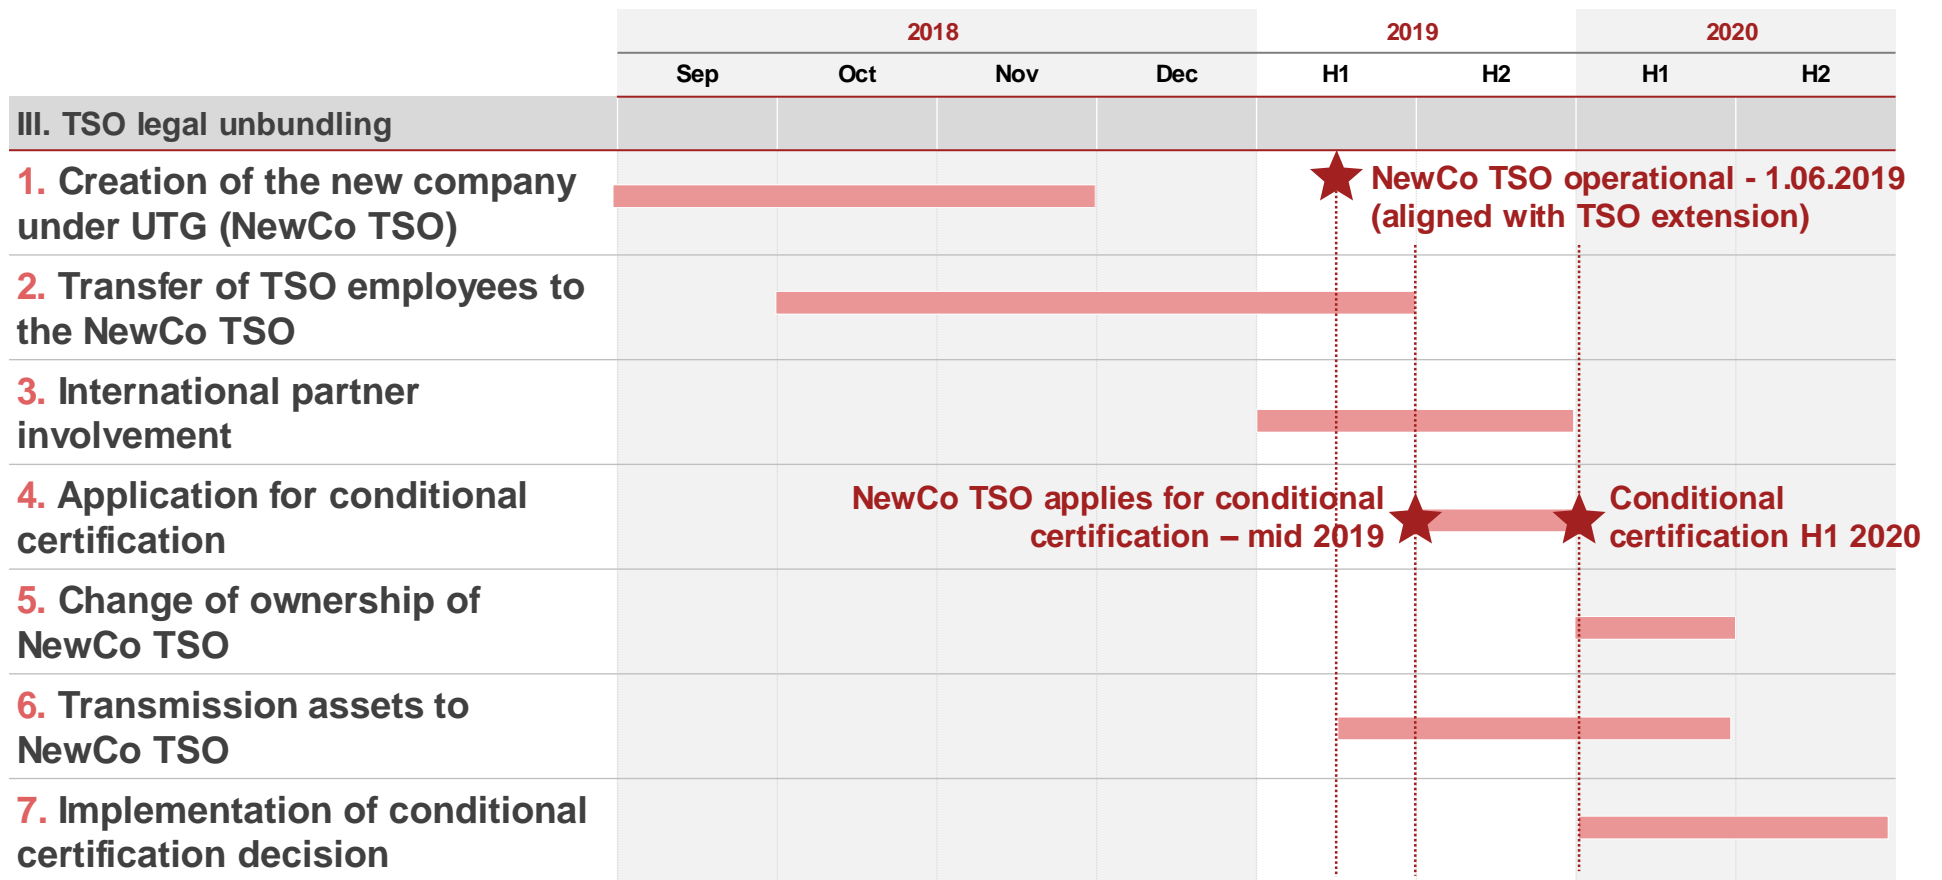 2018 2019 2020
Sep Oct Nov Dec H1 H2 H1 H2
III. TSO legal unbundling
1. Creation of the new company
under UTG (NewCo TSO)
NewCo TSO operational - 1.06.2019
(aligned with TSO extension)
2. Transfer of TSO employees to
the NewCo TSO
3. International partner
involvement
4. Application for conditional
certification
NewCo TSO applies for conditional
certification – mid 2019
Conditional
certification H1 2020
5. Change of ownership of
NewCo TSO
6. Transmission assets to
NewCo TSO
7. Implementation of conditional
certification decision